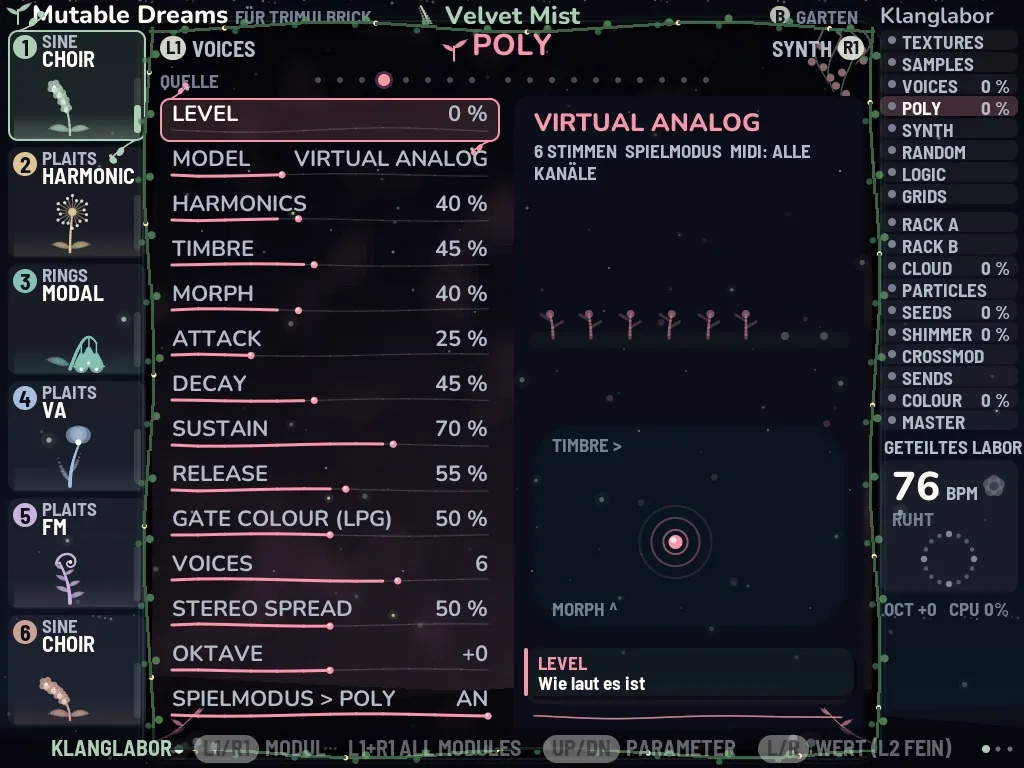 Mutable Dreams FÜR TRIMUI BRICK
Velvet Mist
B GARTEN
Klanglabor
1 SINE
CHOIR
2 PLAITS
HARMONIC
3 RINGS
MODAL
4 PLAITS
VA
5 PLAITS
FM
6 SINE
CHOIR
L1 VOICES
POLY
SYNTH R1
QUELLE
LEVEL 0 %
MODEL VIRTUAL ANALOG
HARMONICS 40 %
TIMBRE 45 %
MORPH 40 %
ATTACK 25 %
DECAY 45 %
SUSTAIN 70 %
RELEASE 55 %
GATE COLOUR (LPG) 50 %
VOICES 6
STEREO SPREAD 50 %
OKTAVE +0
SPIELMODUS > POLY AN
VIRTUAL ANALOG
6 STIMMEN SPIELMODUS MIDI: ALLE
KANÄLE
TIMBRE >
MORPH ^
LEVEL
Wie laut es ist
TEXTURES
SAMPLES
VOICES 0 %
POLY 0 %
SYNTH
RANDOM
LOGIC
GRIDS
RACK A
RACK B
CLOUD 0 %
PARTICLES
SEEDS 0 %
SHIMMER 0 %
CROSSMOD
SENDS
COLOUR 0 %
MASTER
GETEILTES LABOR
76 BPM
RUHT
OCT +0 CPU 0%
KLANGLABOR L1/R1 MODUL L1+R1 ALL MODULES UP/DN PARAMETER L/R WERT (L2 FEIN)